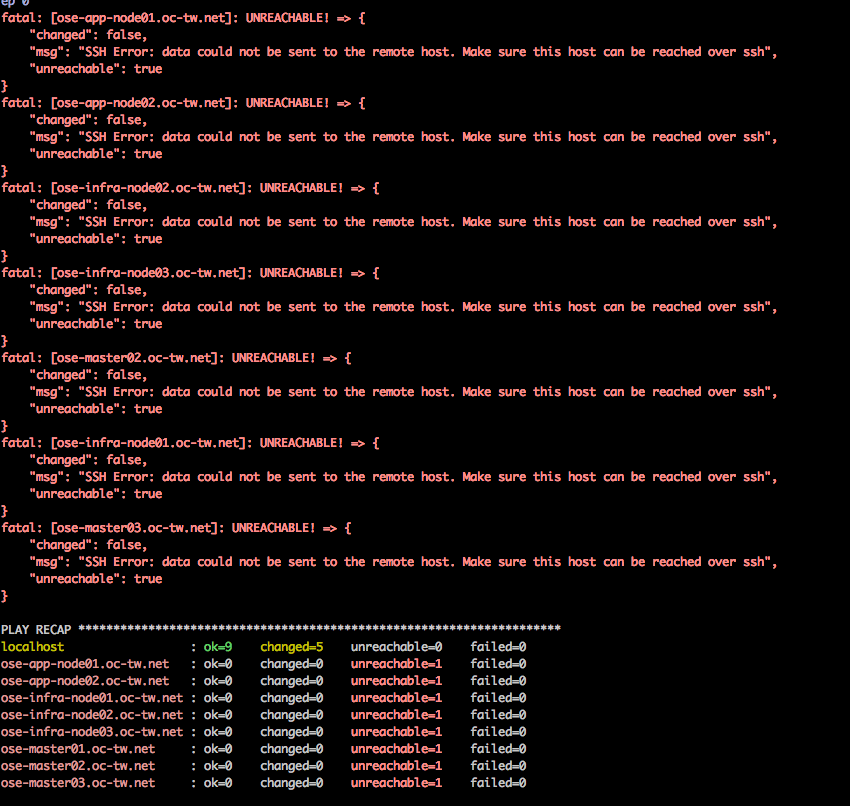 ep 0
fatal: [ose-app-node01.oc-tw.net]: UNREACHABLE! => {
    "changed": false,
    "msg": "SSH Error: data could not be sent to the remote host. Make sure this host can be reached over ssh",
    "unreachable": true
}
fatal: [ose-app-node02.oc-tw.net]: UNREACHABLE! => {
    "changed": false,
    "msg": "SSH Error: data could not be sent to the remote host. Make sure this host can be reached over ssh",
    "unreachable": true
}
fatal: [ose-infra-node02.oc-tw.net]: UNREACHABLE! => {
    "changed": false,
    "msg": "SSH Error: data could not be sent to the remote host. Make sure this host can be reached over ssh",
    "unreachable": true
}
fatal: [ose-infra-node03.oc-tw.net]: UNREACHABLE! => {
    "changed": false,
    "msg": "SSH Error: data could not be sent to the remote host. Make sure this host can be reached over ssh",
    "unreachable": true
}
fatal: [ose-master02.oc-tw.net]: UNREACHABLE! => {
    "changed": false,
    "msg": "SSH Error: data could not be sent to the remote host. Make sure this host can be reached over ssh",
    "unreachable": true
}
fatal: [ose-infra-node01.oc-tw.net]: UNREACHABLE! => {
    "changed": false,
    "msg": "SSH Error: data could not be sent to the remote host. Make sure this host can be reached over ssh",
    "unreachable": true
}
fatal: [ose-master03.oc-tw.net]: UNREACHABLE! => {
    "changed": false,
    "msg": "SSH Error: data could not be sent to the remote host. Make sure this host can be reached over ssh",
    "unreachable": true
}
PLAY RECAP *********************************************************************
localhost                  : ok=9    changed=5    unreachable=0    failed=0
ose-app-node01.oc-tw.net   : ok=0    changed=0    unreachable=1    failed=0
ose-app-node02.oc-tw.net   : ok=0    changed=0    unreachable=1    failed=0
ose-infra-node01.oc-tw.net : ok=0    changed=0    unreachable=1    failed=0
ose-infra-node02.oc-tw.net : ok=0    changed=0    unreachable=1    failed=0
ose-infra-node03.oc-tw.net : ok=0    changed=0    unreachable=1    failed=0
ose-master01.oc-tw.net     : ok=0    changed=0    unreachable=1    failed=0
ose-master02.oc-tw.net     : ok=0    changed=0    unreachable=1    failed=0
ose-master03.oc-tw.net     : ok=0    changed=0    unreachable=1    failed=0